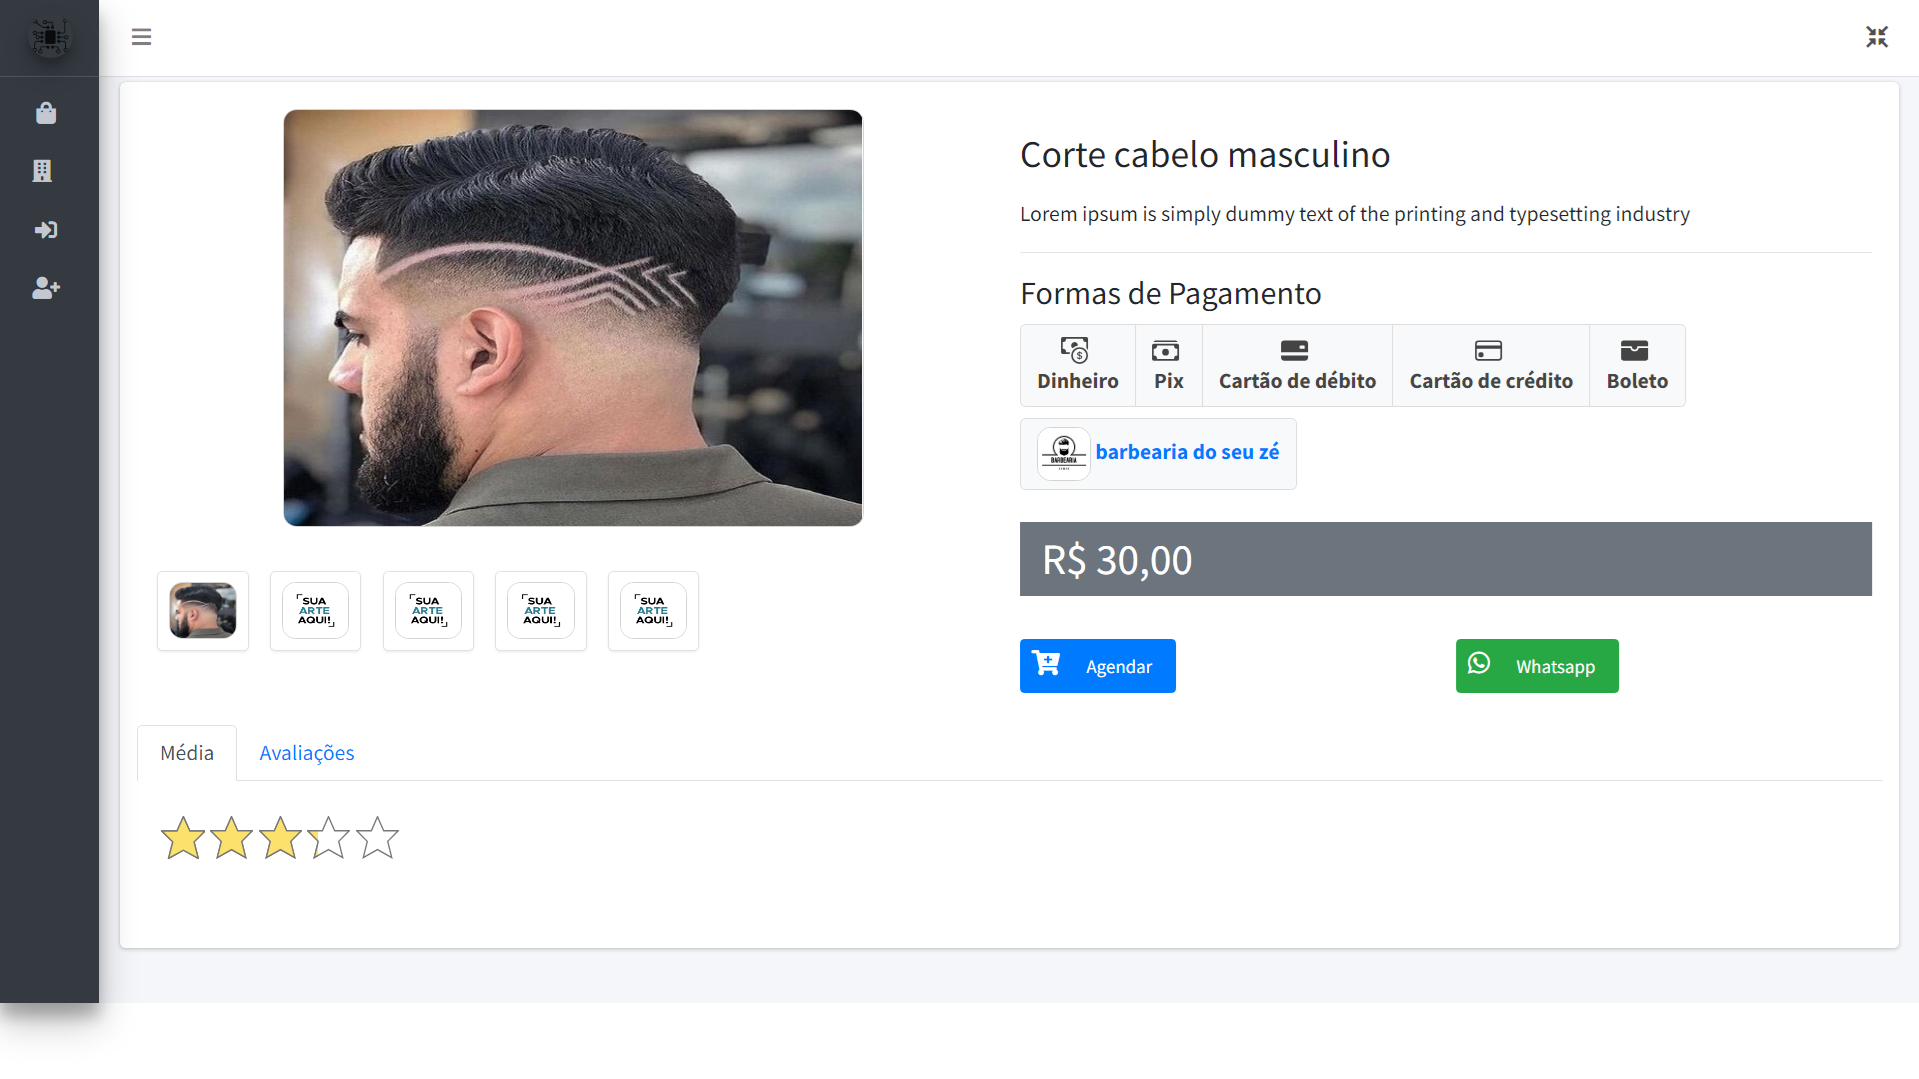 Corte cabelo masculino
Lorem ipsum is simply dummy text of the printing and typesetting industry
Formas de Pagamento
Dinheiro
Pix
Cartão de débito
Cartão de crédito
Boleto
BARBEARIA
barbearia do seu zé
R$ 30,00
SUA
ARTE
AQUI!
SUA
ARTE
AQUI!
SUA
ARTE
AQUI!
SUA
ARTE
AQUI!
Agendar
Whatsapp
Média
Avaliações